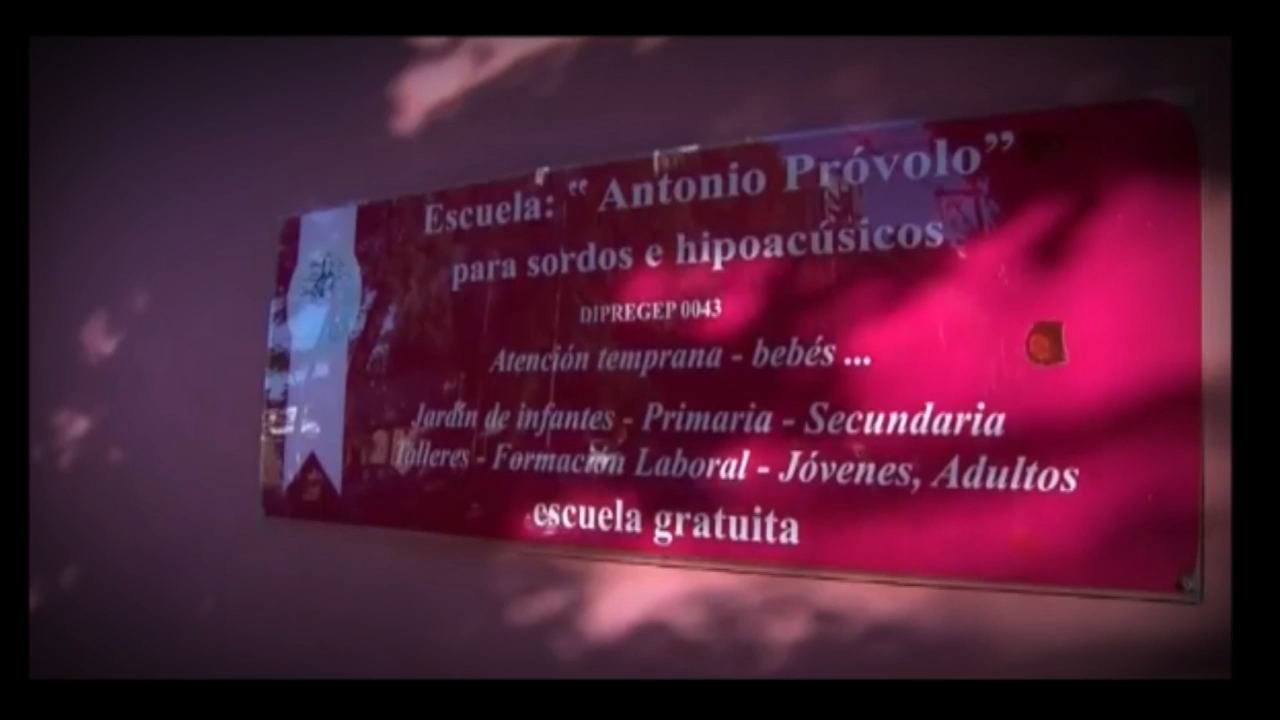 Escuela: “ Antonio Próvolo”
para sordos e hipoacúsicos
DIPREGEP 0043
Atención temprana - bebés ...
Jardín de infantes - Primaria - Secundaria
Talleres - Formación Laboral - Jóvenes, Adultos
escuela gratuita